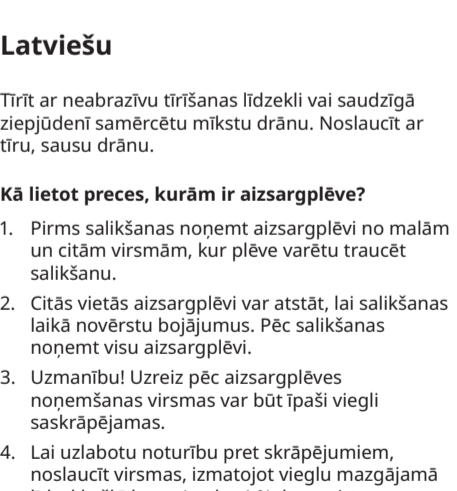 Latviešu
Tīrīt ar neabrazīvu tīrīšanas līdzekli vai saudzīgā
ziepjūdenī samērcētu mīkstu drānu. Noslaucīt ar
tīru, sausu drānu.
Kā lietot preces, kurām ir aizsargplēve?
1. Pirms salikšanas noņemt aizsargplēvi no malām
un citām virsmām, kur plēve varētu traucēt
salikšanu.
2. Citās vietās aizsargplēvi var atstāt, lai salikšanas
laikā novērstu bojājumus. Pēc salikšanas
noņemt visu aizsargplēvi.
3. Uzmanību! Uzreiz pēc aizsargplēves
noņemšanas virsmas var būt īpaši viegli
saskrāpējamas.
4. Lai uzlabotu noturību pret skrāpējumiem,
noslaucīt virsmas, izmatojot vieglu mazgājamā